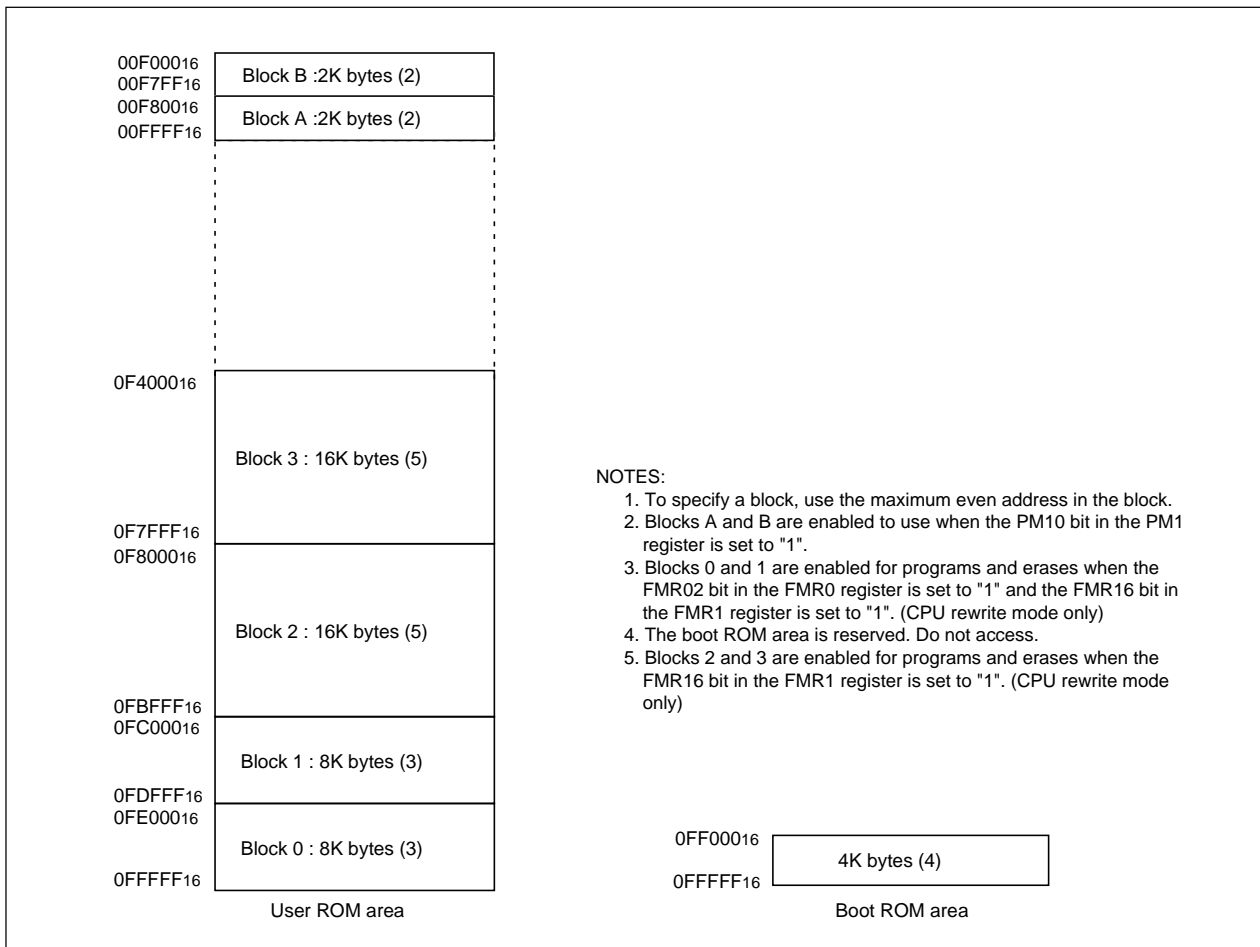 00F00016
Block B :2K bytes (2)
00F7FF16
00F80016
Block A :2K bytes (2)
00FFFF16
0F400016
Block 3 : 16K bytes (5)
0F7FFF16
0F800016
Block 2 : 16K bytes (5)
0FBFFF16
0FC00016
Block 1 : 8K bytes (3)
0FDFFF16
0FE00016
Block 0 : 8K bytes (3)
0FFFFF16
User ROM area
NOTES:
1. To specify a block, use the maximum even address in the block.
2. Blocks A and B are enabled to use when the PM10 bit in the PM1
register is set to "1".
3. Blocks 0 and 1 are enabled for programs and erases when the
FMR02 bit in the FMR0 register is set to "1" and the FMR16 bit in
the FMR1 register is set to "1". (CPU rewrite mode only)
4. The boot ROM area is reserved. Do not access.
5. Blocks 2 and 3 are enabled for programs and erases when the
FMR16 bit in the FMR1 register is set to "1". (CPU rewrite mode
only)
0FF00016
4K bytes (4)
0FFFFF16
Boot ROM area